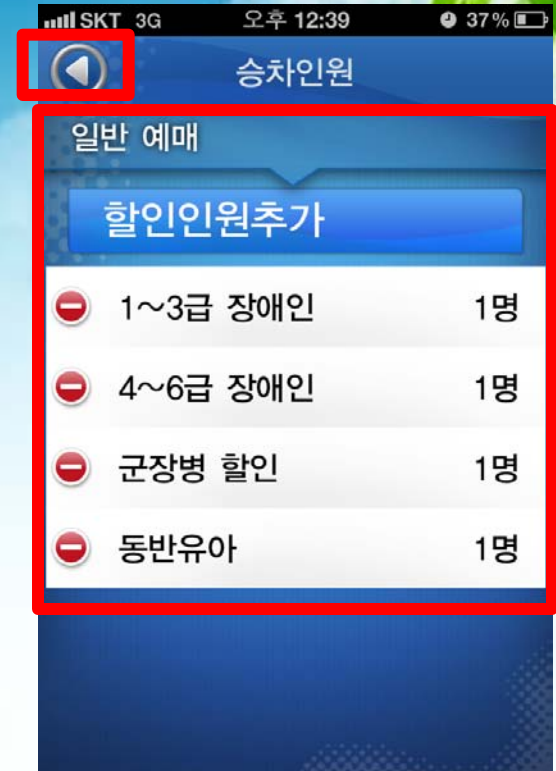 SKT 3G 오후 12:39 37%
승차인원
일반 예매
할인인원추가
1~3급 장애인 1명
4~6급 장애인 1명
군장병 할인 1명
동반유아 1명